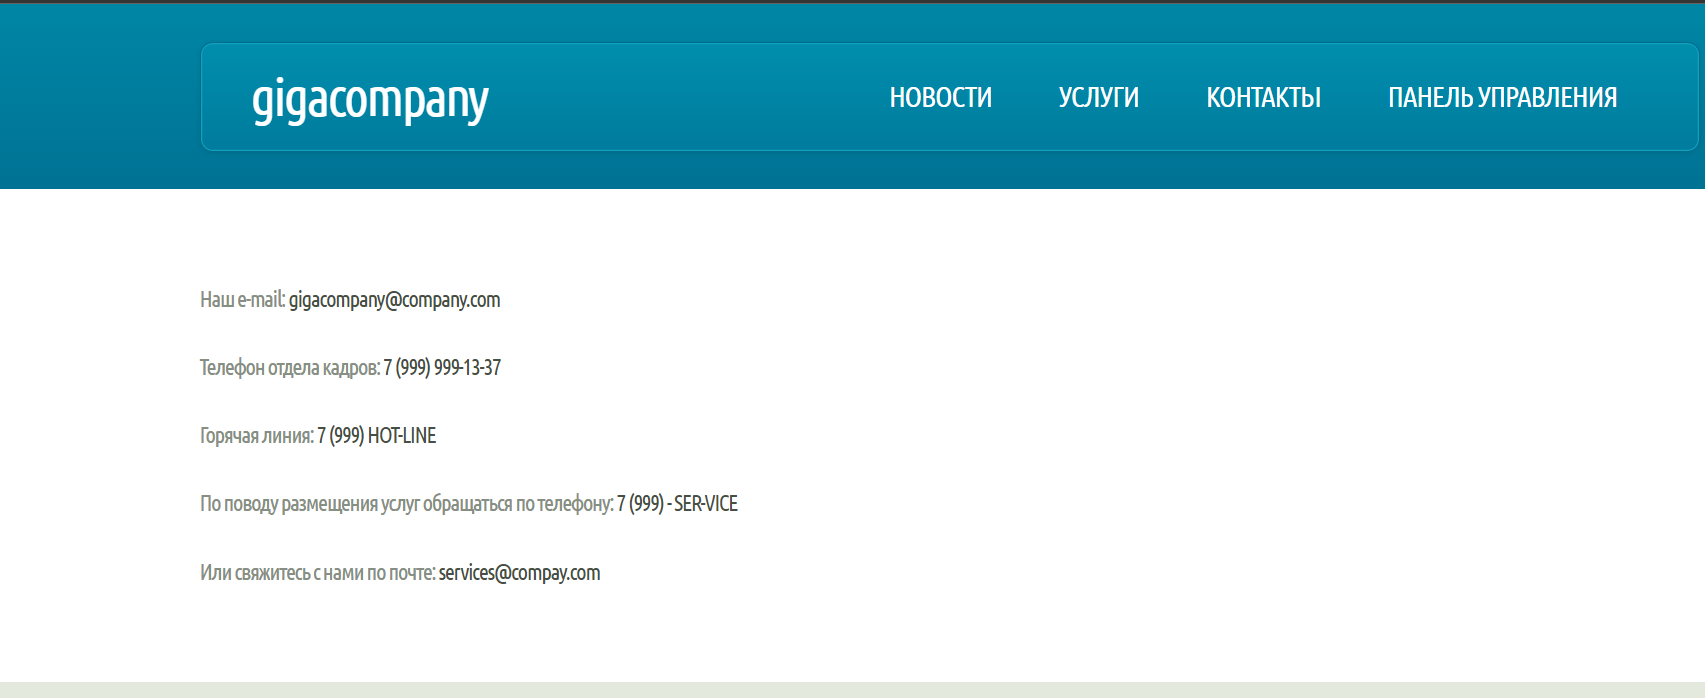 gigacompany
НОВОСТИ УСЛУГИ КОНТАКТЫ ПАНЕЛЬ УПРАВЛЕНИЯ
Наш e-mail: gigacompany@company.com
Телефон отдела кадров: 7 (999) 999-13-37
Горячая линия: 7 (999) HOT-LINE
По поводу размещения услуг обращаться по телефону: 7 (999) - SER-VICE
Или свяжитесь с нами по почте: services@compay.com